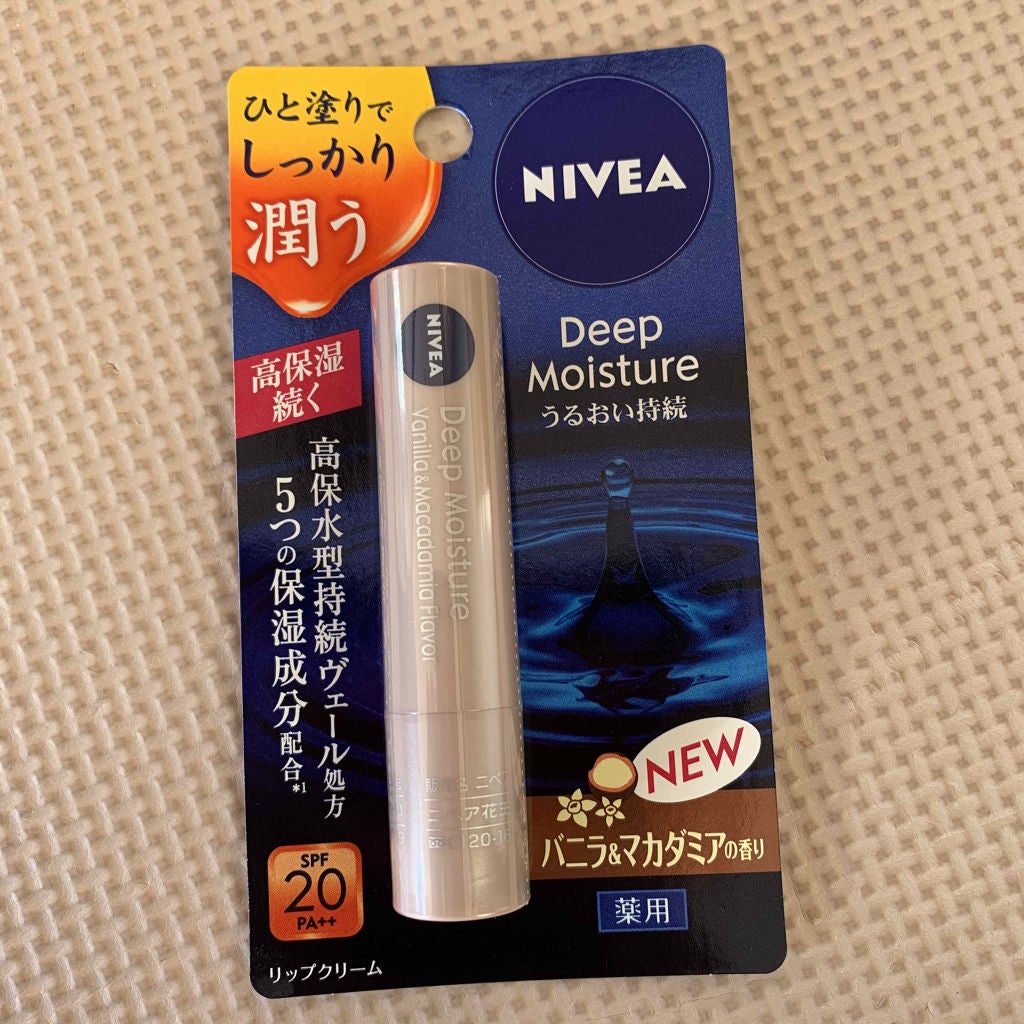 ひと塗りで
しっかり
潤う
NIVEA
Deep
Moisture
うるおい持続
高保湿
続く
高保水型持続ヴェール処方
5つの保湿成分配合*1
NIVEA
Deep Moisture
Vanilla & Macadamia Flavor
NEW
バニラ&マカダミアの香り
薬用
SPF
20
PA++
リップクリーム